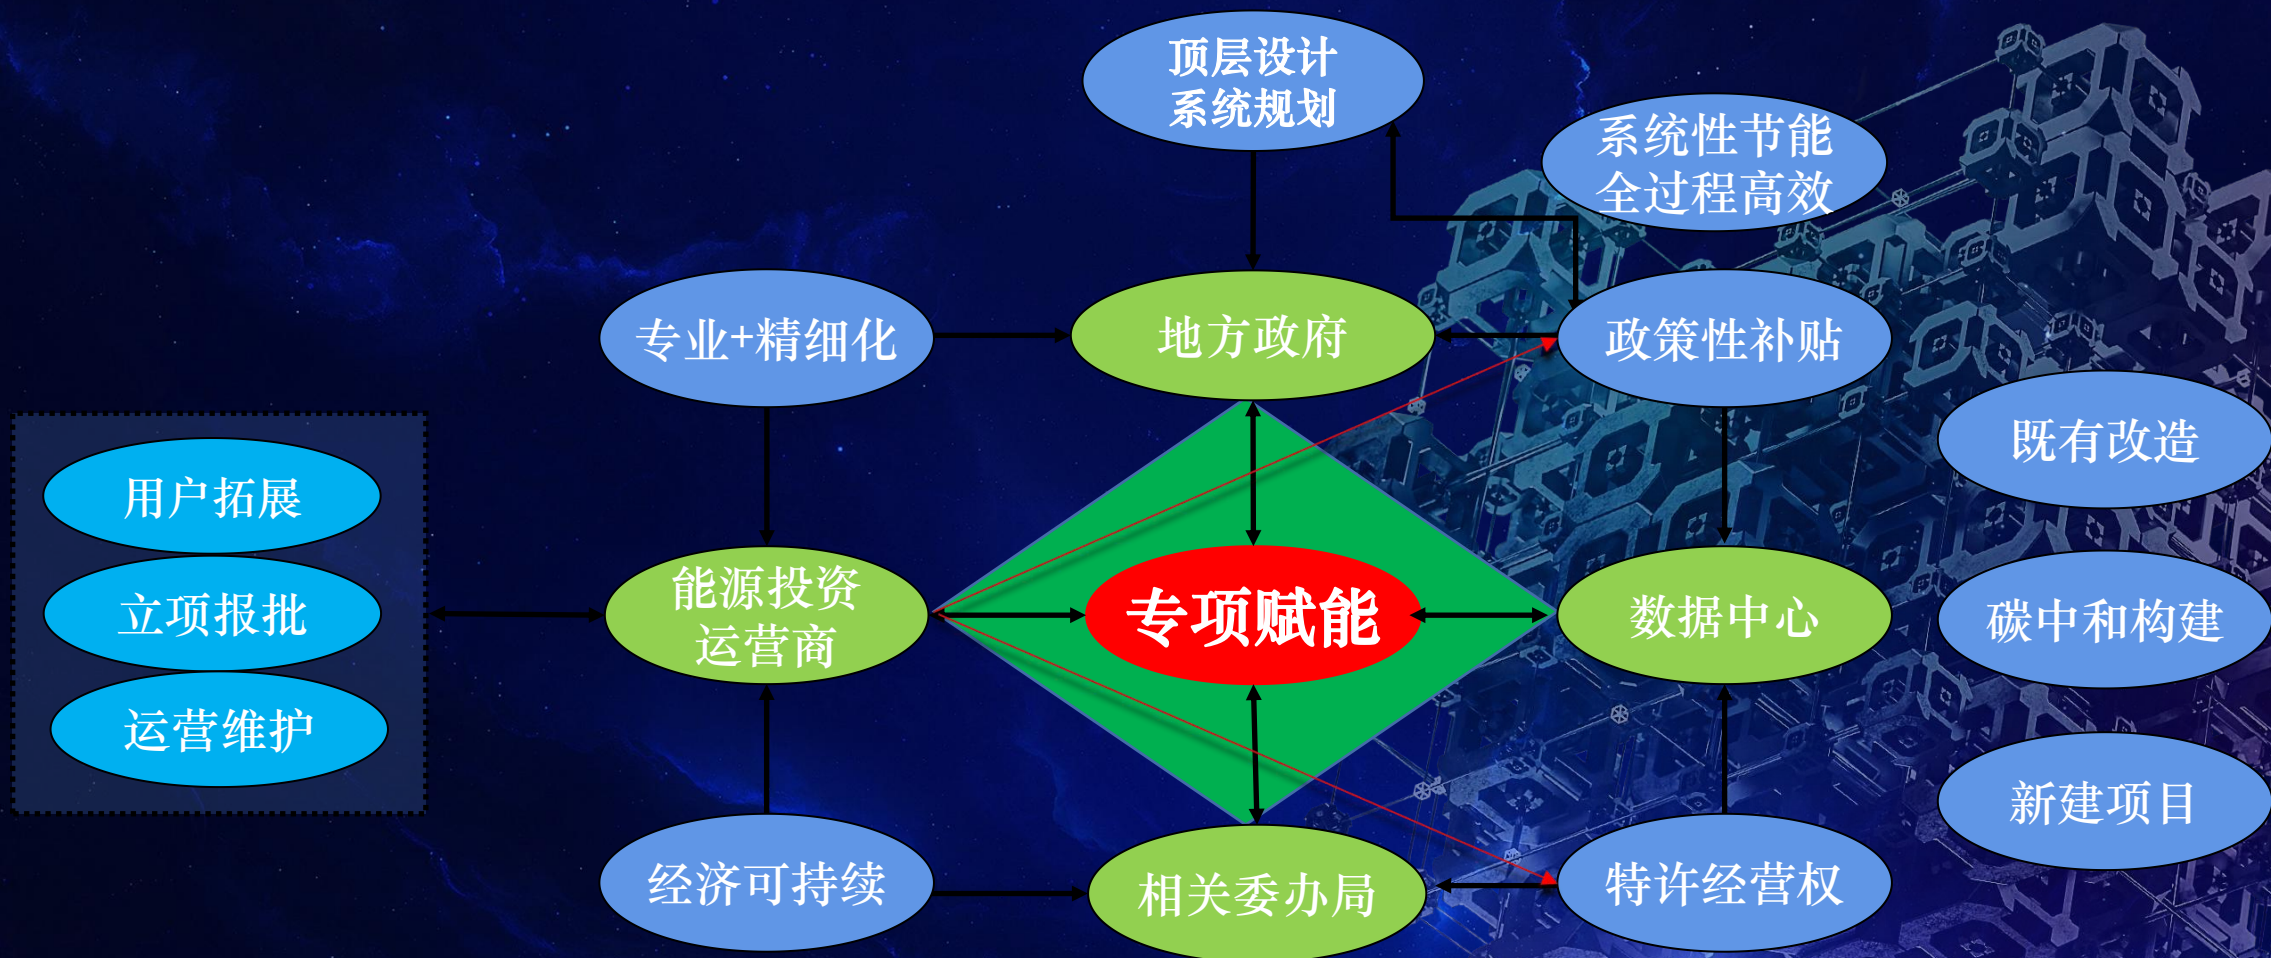 顶层设计
系统规划
系统性节能
全过程高效
专业+精细化
地方政府
政策性补贴
既有改造
用户拓展
立项报批
运营维护
能源投资
运营商
专项赋能
数据中心
碳中和构建
新建项目
经济可持续
相关委办局
特许经营权